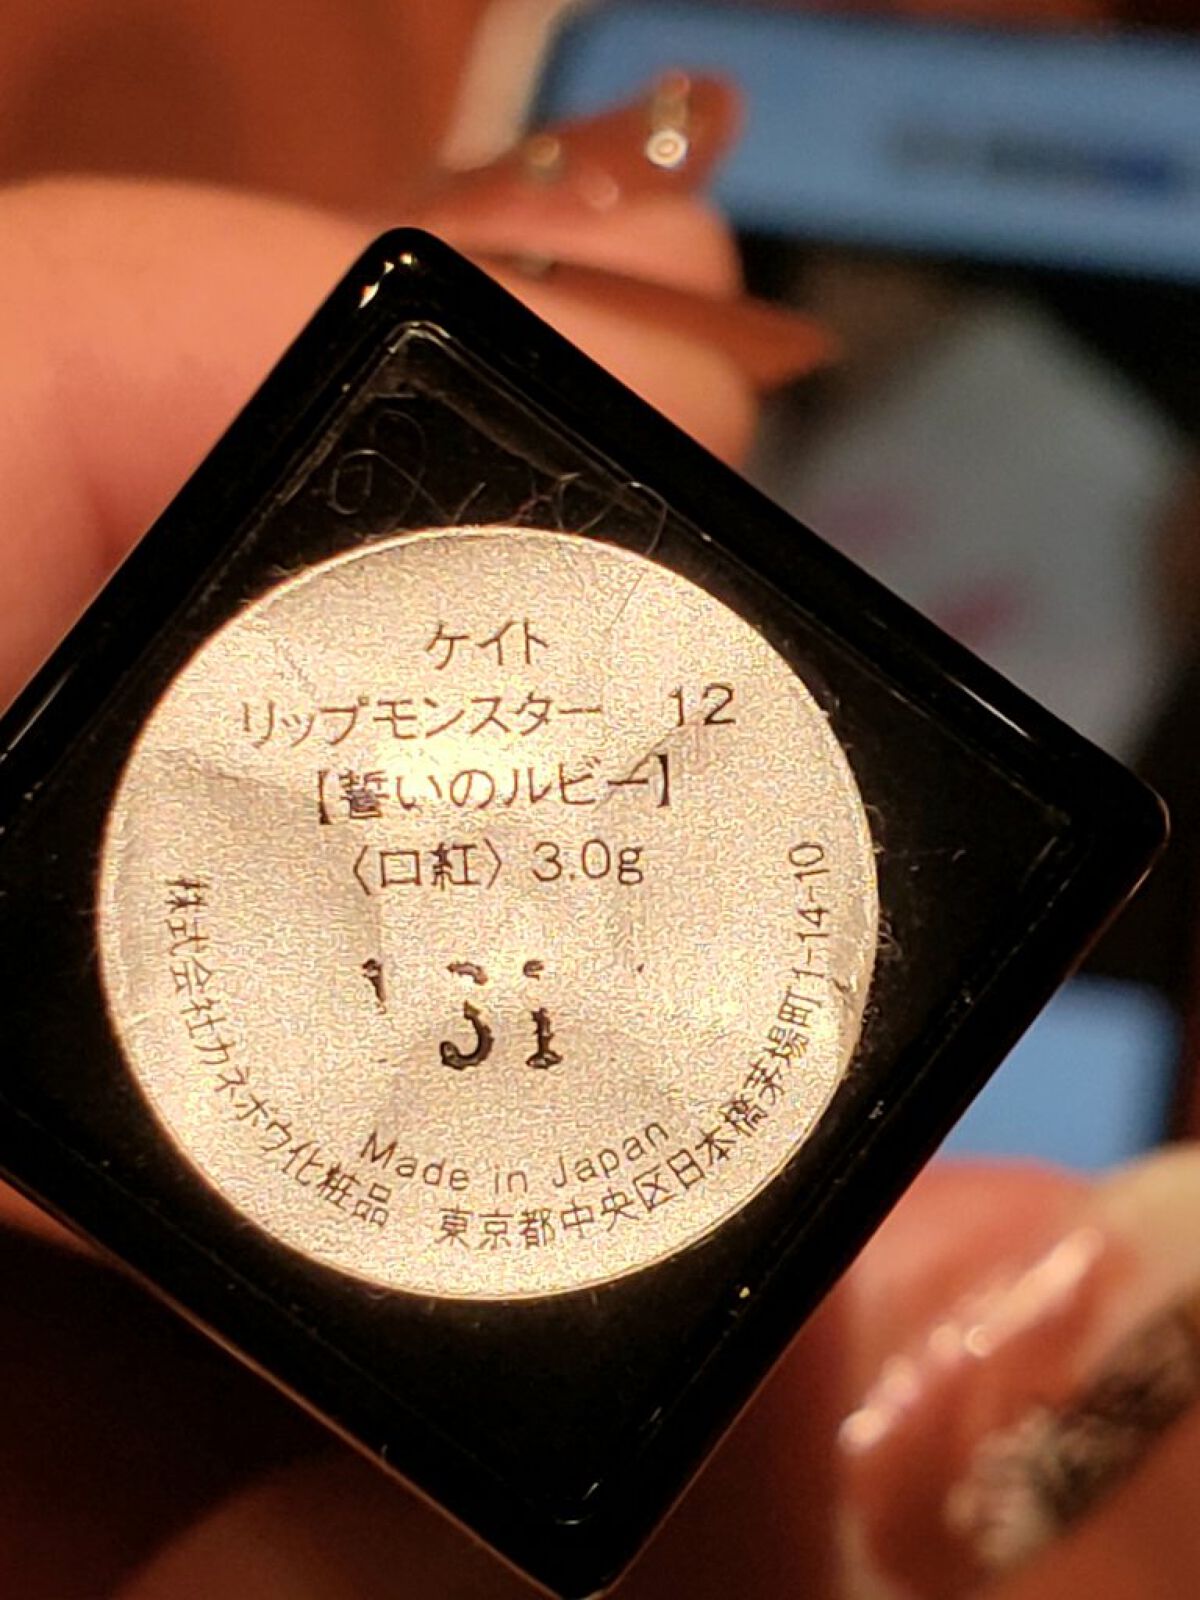 ケイト
リップモンスター 12
【誓いのルビー】
〈口紅〉3.0g
Made in Japan
株式会社カネボウ化粧品 東京都中央区日本橋茅場町1-14-10